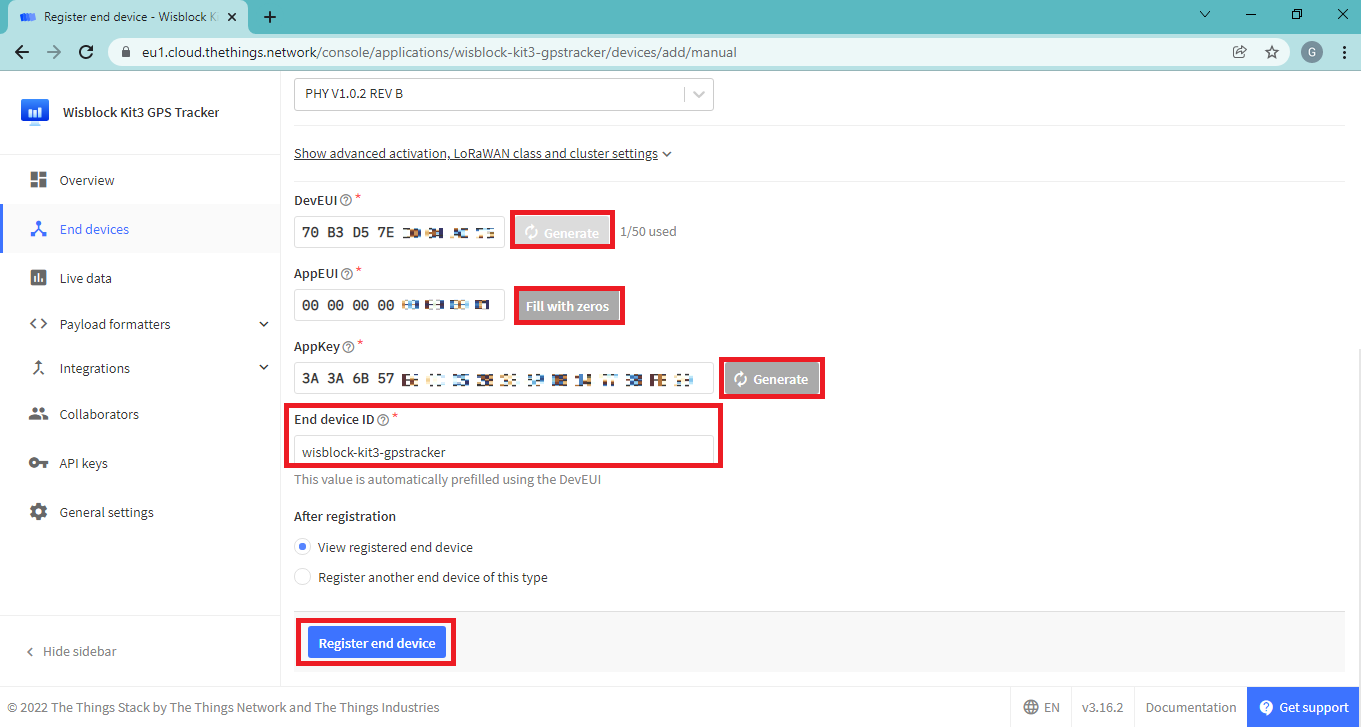 Register end device - Wisblock Ki
eu1.cloud.thethings.network/console/applications/wisblock-kit3-gpstracker/devices/add/manual
G
Wisblock Kit3 GPS Tracker
Overview
End devices
Live data
Payload formatters
Integrations
Collaborators
API keys
General settings
Hide sidebar
PHY V1.0.2 REV B
Show advanced activation, LoRaWAN class and cluster settings
DevEUI *
70 B3 D5 7E
Generate
1/50 used
AppEUI *
00 00 00 00
Fill with zeros
AppKey *
3A 3A 6B 57
Generate
End device ID *
wisblock-kit3-gpstracker
This value is automatically prefilled using the DevEUI
After registration
View registered end device
Register another end device of this type
Register end device
© 2022 The Things Stack by The Things Network and The Things Industries
EN
v3.16.2
Documentation
Get support